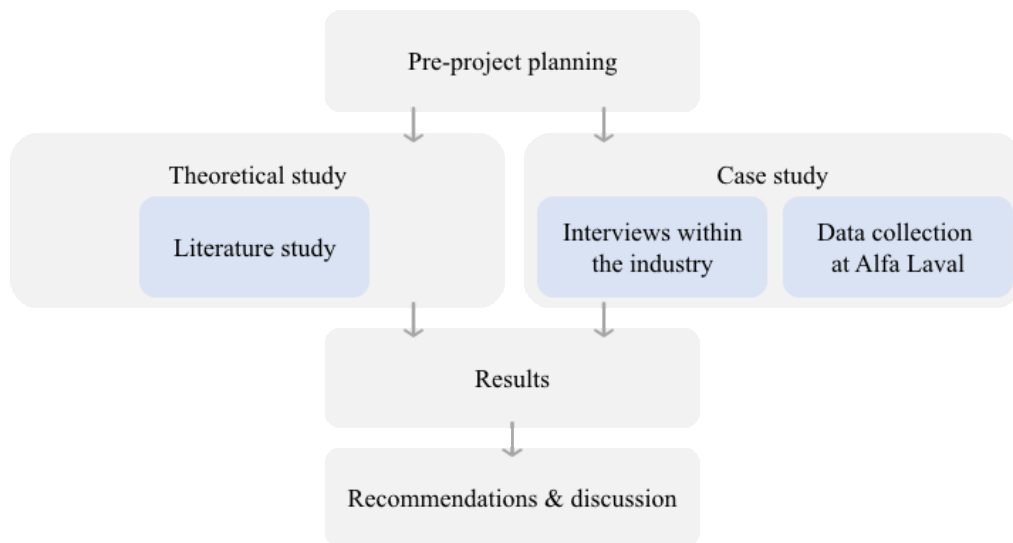 Pre-project planning
Theoretical study
Literature study
Case study
Interviews within
the industry
Data collection
at Alfa Laval
Results
Recommendations & discussion